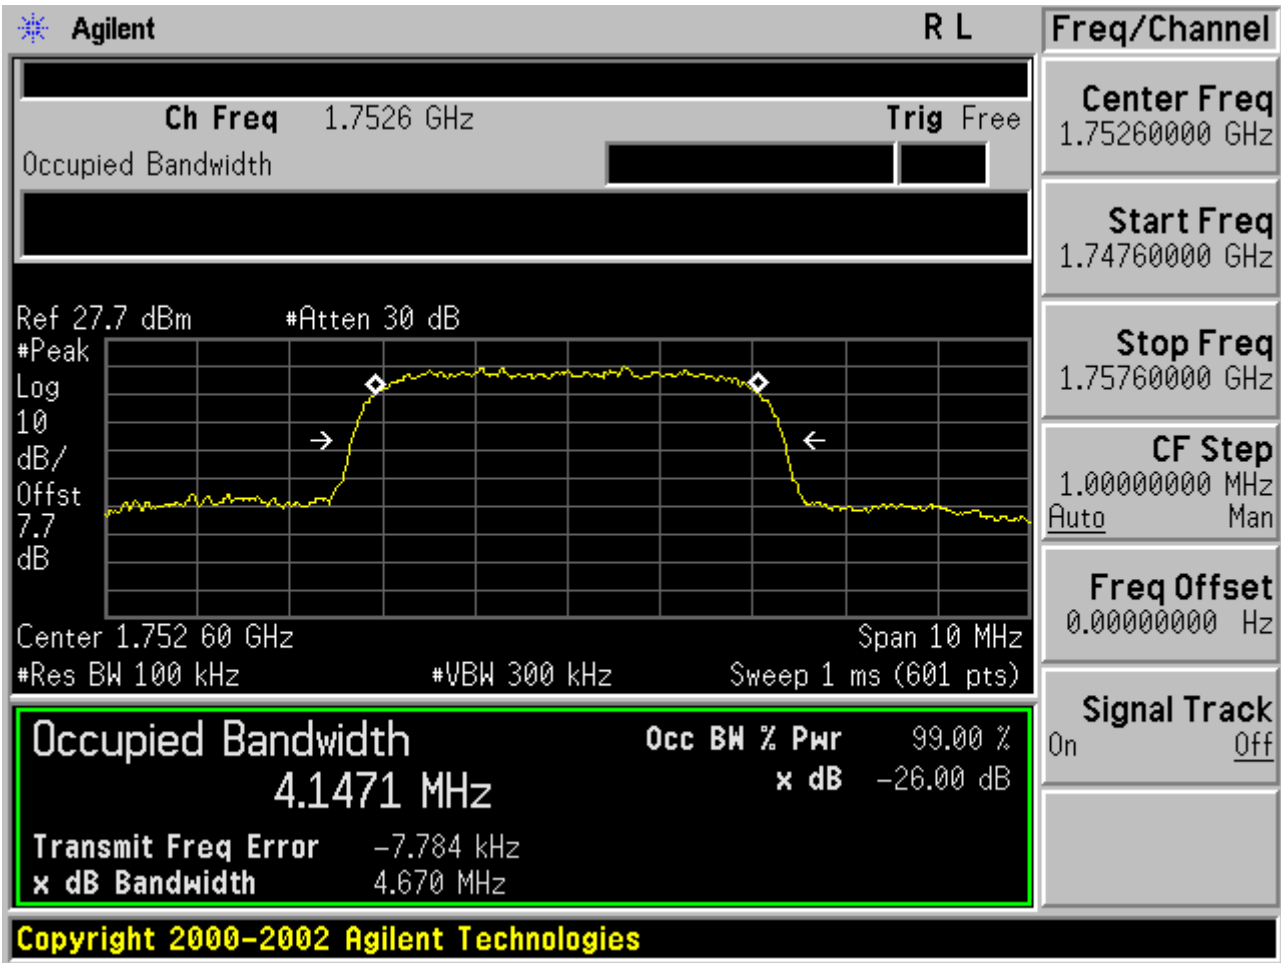 Agilent R L
Freq/Channel
Ch Freq 1.7526 GHz Trig Free
Occupied Bandwidth
Center Freq
1.75260000 GHz
Start Freq
1.74760000 GHz
Stop Freq
1.75760000 GHz
CF Step
1.00000000 MHz
Auto Man
Freq Offset
0.00000000 Hz
Signal Track
On Off
Ref 27.7 dBm #Atten 30 dB
#Peak
Log
10
dB/
Offst
7.7
dB
Center 1.752 60 GHz Span 10 MHz
#Res BW 100 kHz #VBW 300 kHz Sweep 1 ms (601 pts)
Occupied Bandwidth
4.1471 MHz
Occ BW % Pwr 99.00 %
x dB -26.00 dB
Transmit Freq Error -7.784 kHz
x dB Bandwidth 4.670 MHz
Copyright 2000-2002 Agilent Technologies